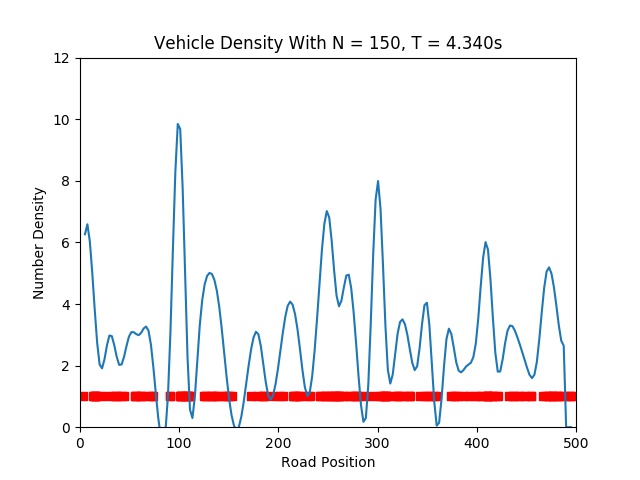 Vehicle Density With N = 150, T = 4.340s
12
10
8
6
4
2
0
Number Density
0 100 200 300 400 500
Road Position